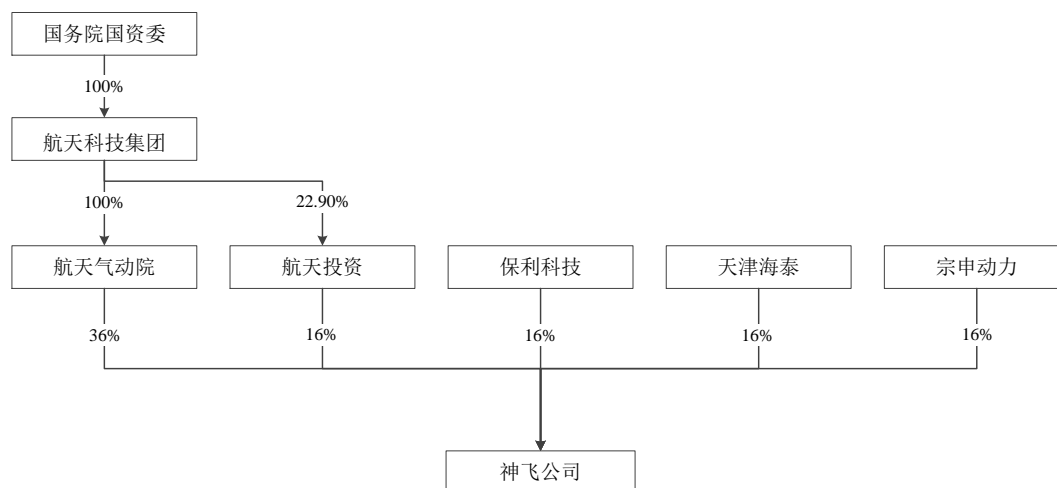 国务院国资委
100%
航天科技集团
100%
22.90%
航天气动院
航天投资
保利科技
天津海泰
宗申动力
36%
16%
16%
16%
16%
神飞公司